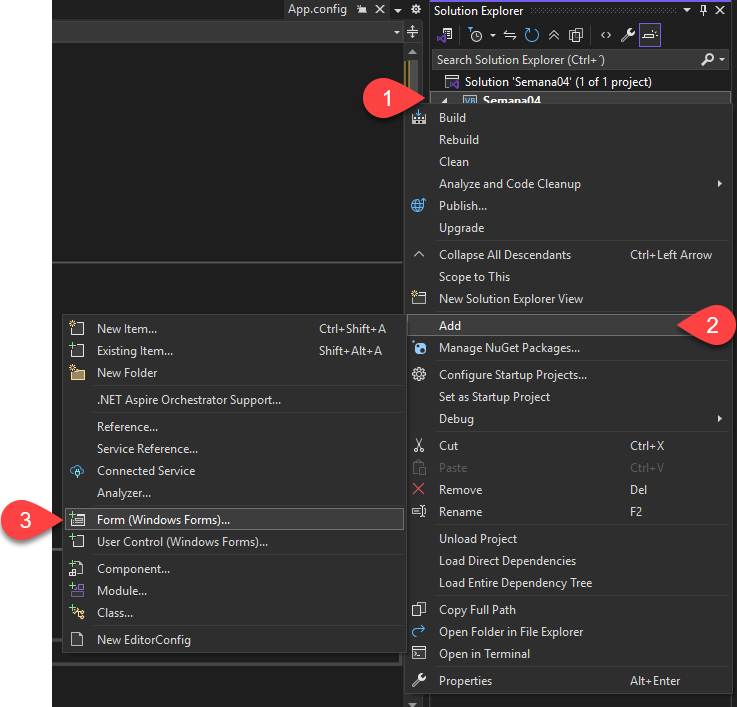 App.config
Solution Explorer
Search Solution Explorer (Ctrl+´)
Solution 'Semana04' (1 of 1 project)
1
VB Semana04
Build
Rebuild
Clean
Analyze and Code Cleanup
Publish...
Upgrade
Collapse All Descendants Ctrl+Left Arrow
Scope to This
New Solution Explorer View
Add
2
Manage NuGet Packages...
Configure Startup Projects...
Set as Startup Project
Debug
Cut Ctrl+X
Paste Ctrl+V
Remove Del
Rename F2
Unload Project
Load Direct Dependencies
Load Entire Dependency Tree
Copy Full Path
Open Folder in File Explorer
Open in Terminal
Properties Alt+Enter
New Item... Ctrl+Shift+A
Existing Item... Shift+Alt+A
New Folder
.NET Aspire Orchestrator Support...
Reference...
Service Reference...
Connected Service
Analyzer...
3
Form (Windows Forms)...
User Control (Windows Forms)...
Component...
Module...
Class...
New EditorConfig